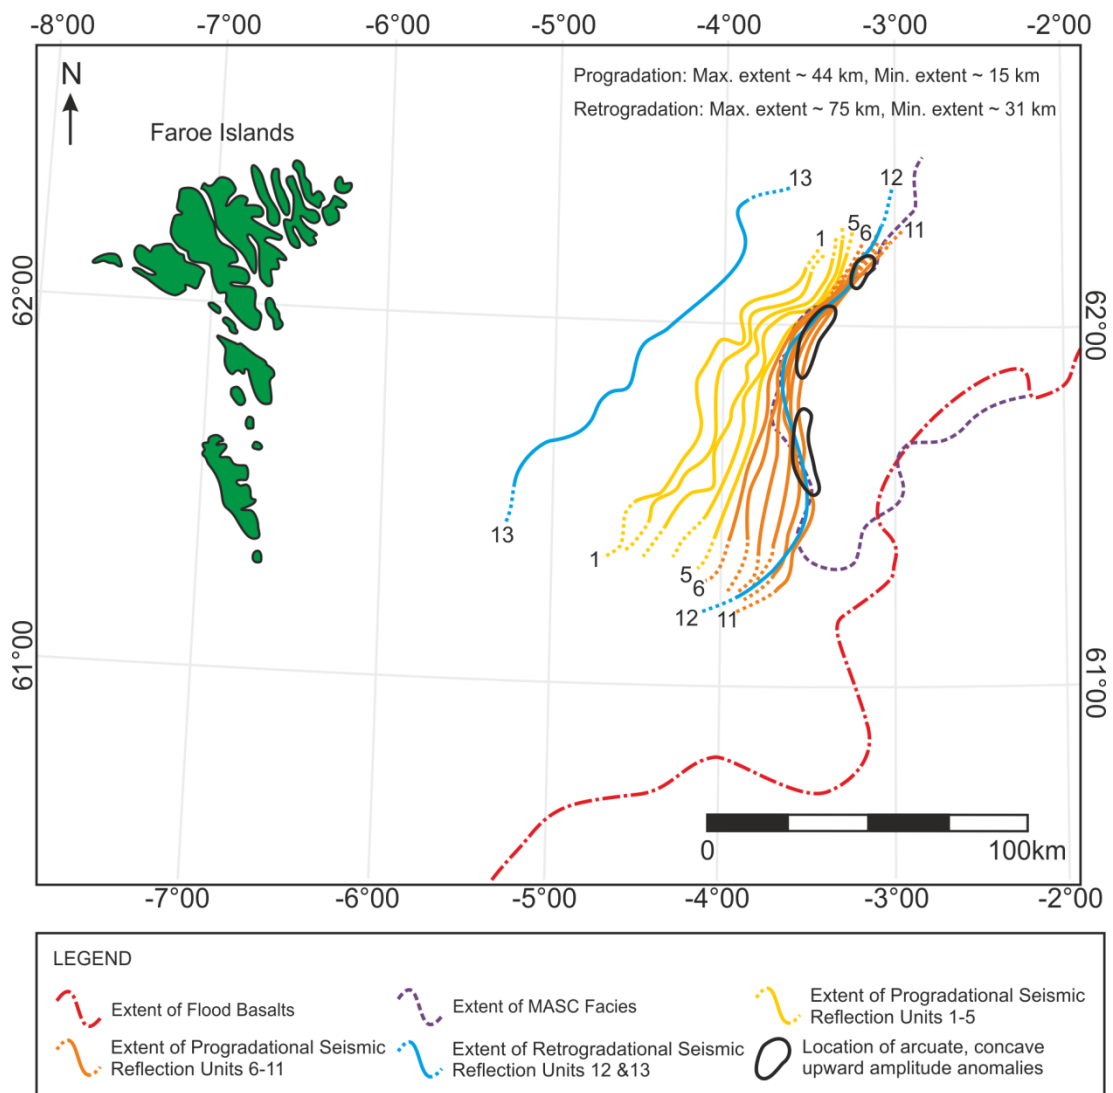 -8°00 -7°00 -6°00 -5°00 -4°00 -3°00 -2°00
N
Progradation: Max. extent ~ 44 km, Min. extent ~ 15 km
Retrogradation: Max. extent ~ 75 km, Min. extent ~ 31 km
Faroe Islands
13 12
5
6 11
1
62°00 62°00
13
1
5
6
12 11
61°00 61°00
0 100km
-7°00 -6°00 -5°00 -4°00 -3°00 -2°00
LEGEND
Extent of Flood Basalts
Extent of MASC Facies
Extent of Progradational Seismic
Reflection Units 1-5
Extent of Progradational Seismic
Reflection Units 6-11
Extent of Retrogradational Seismic
Reflection Units 12 &13
Location of arcuate, concave
upward amplitude anomalies